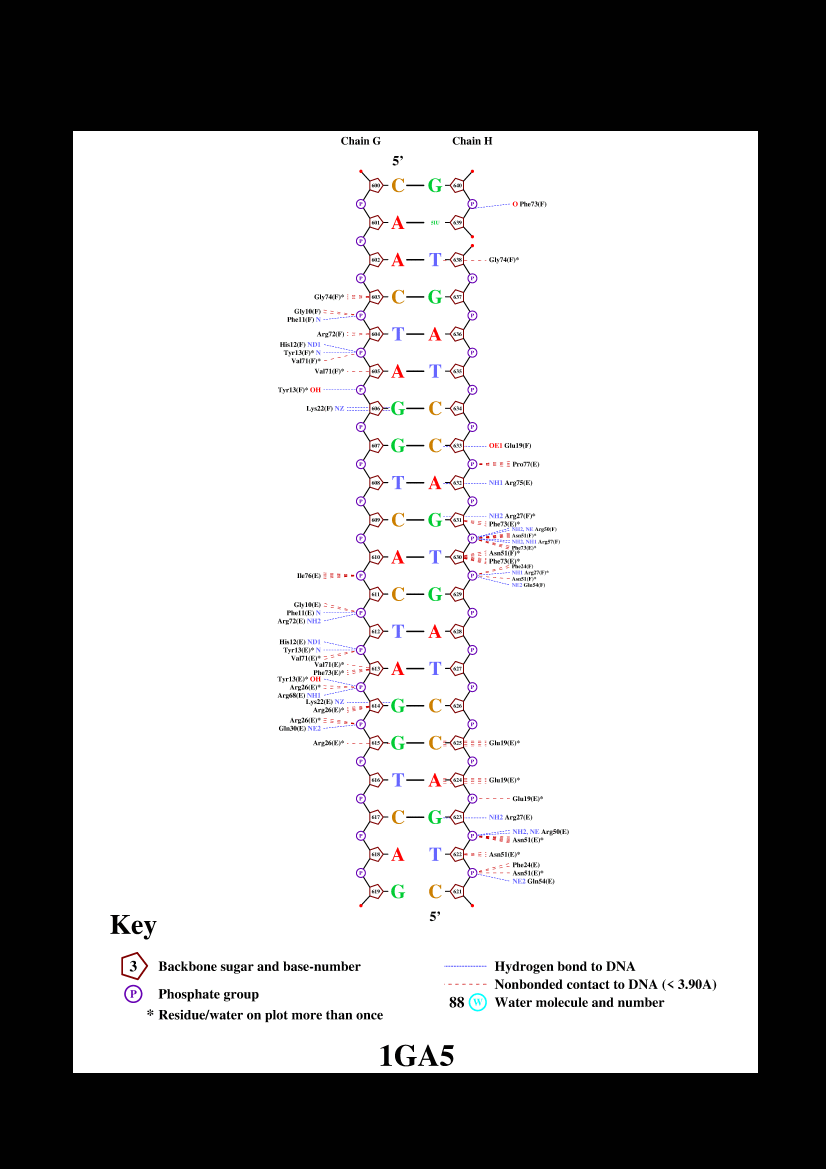 Chain G Chain H
5’
600 C G 640
P P O Phe73(F)
601 A 5IU 639
P
602 A T 638 Gly74(F)*
P P
Gly74(F)* 603 C G 637
Gly10(F)
Phe11(F) N P P
Arg72(F) 604 T A 636
His12(F) ND1
Tyr13(F)* N P P
Val71(F)*
Val71(F)* 605 A T 635
Tyr13(F)* OH P P
Lys22(F) NZ 606 G C 634
P P
607 G C 633 OE1 Glu19(F)
P P Pro77(E)
608 T A 632 NH1 Arg75(E)
P P
609 C G 631 NH2 Arg27(F)*
Phe73(E)*
NH2, NE Arg50(F)
P P Asn51(F)*
NH2, NH1 Arg57(F)
Phe73(E)*
610 A T 630 Asn51(F)*
Phe73(E)*
Phe24(F)
Ile76(E) P P NH1 Arg27(F)*
Asn51(F)*
NE2 Gln54(F)
611 C G 629
Gly10(E)
Phe11(E) N P P
Arg72(E) NH2
612 T A 628
His12(E) ND1
Tyr13(E)* N P P
Val71(E)*
Val71(E)*
Phe73(E)* 613 A T 627
Tyr13(E)* OH
Arg26(E)* P P
Arg68(E) NH1
Lys22(E) NZ
Arg26(E)* 614 G C 626
Arg26(E)*
Gln30(E) NE2 P P
Arg26(E)* 615 G C 625 Glu19(E)*
P P
616 T A 624 Glu19(E)*
P P Glu19(E)*
617 C G 623 NH2 Arg27(E)
P P NH2, NE Arg50(E)
Asn51(E)*
618 A T 622 Asn51(E)*
Phe24(E)
P P Asn51(E)*
NE2 Gln54(E)
619 G C 621
5’
Key
3 Backbone sugar and base-number
P Phosphate group
* Residue/water on plot more than once
Hydrogen bond to DNA
Nonbonded contact to DNA (< 3.90A)
88 W Water molecule and number
1GA5